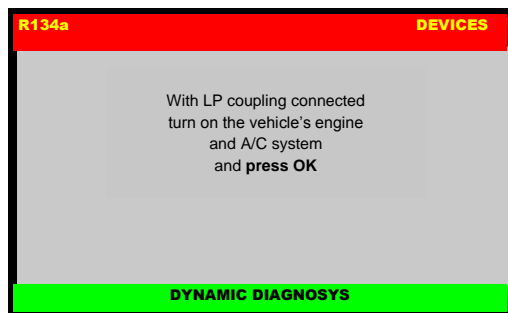 R134a DEVICES
With LP coupling connected
turn on the vehicle’s engine
and A/C system
and press OK
DYNAMIC DIAGNOSYS